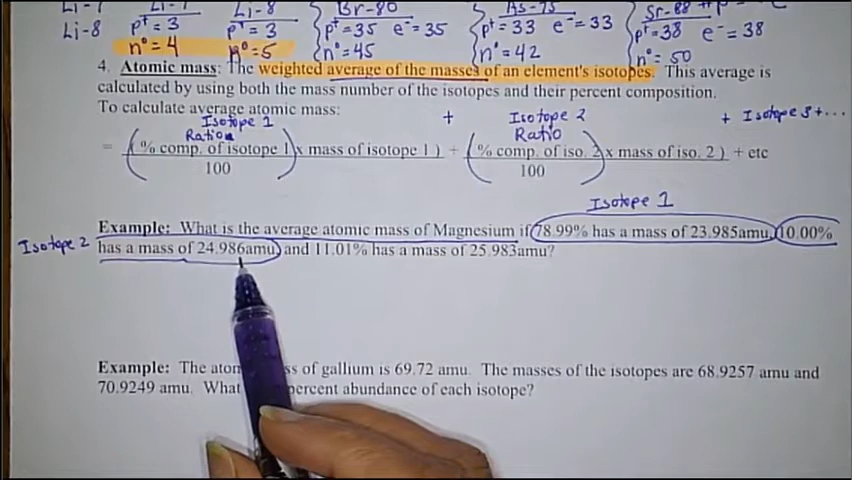 Li-7 Li-7 Li-8 Br-80 As-75 Sr-88
Li-8 p⁺ = 3 p⁺ = 3 p⁺ = 35 e⁻ = 35 p⁺ = 33 e⁻ = 33 p⁺ = 38 e⁻ = 38
n° = 4 n° = 5 n° = 45 n° = 42 n° = 50
4. Atomic mass: The weighted average of the masses of an element's isotopes. This average is
calculated by using both the mass number of the isotopes and their percent composition.
To calculate average atomic mass:
Isotope 1 + Isotope 2 + Isotope 3 + ...
Ratio Ratio
= ( % comp. of isotope 1 x mass of isotope 1 ) + ( % comp. of iso. 2 x mass of iso. 2 ) + etc
100 100
Isotope 1
Example: What is the average atomic mass of Magnesium if 78.99% has a mass of 23.985amu, 10.00%
Isotope 2 has a mass of 24.986amu, and 11.01% has a mass of 25.983amu?
Example: The atom ss of gallium is 69.72 amu. The masses of the isotopes are 68.9257 amu and
70.9249 amu. What percent abundance of each isotope?